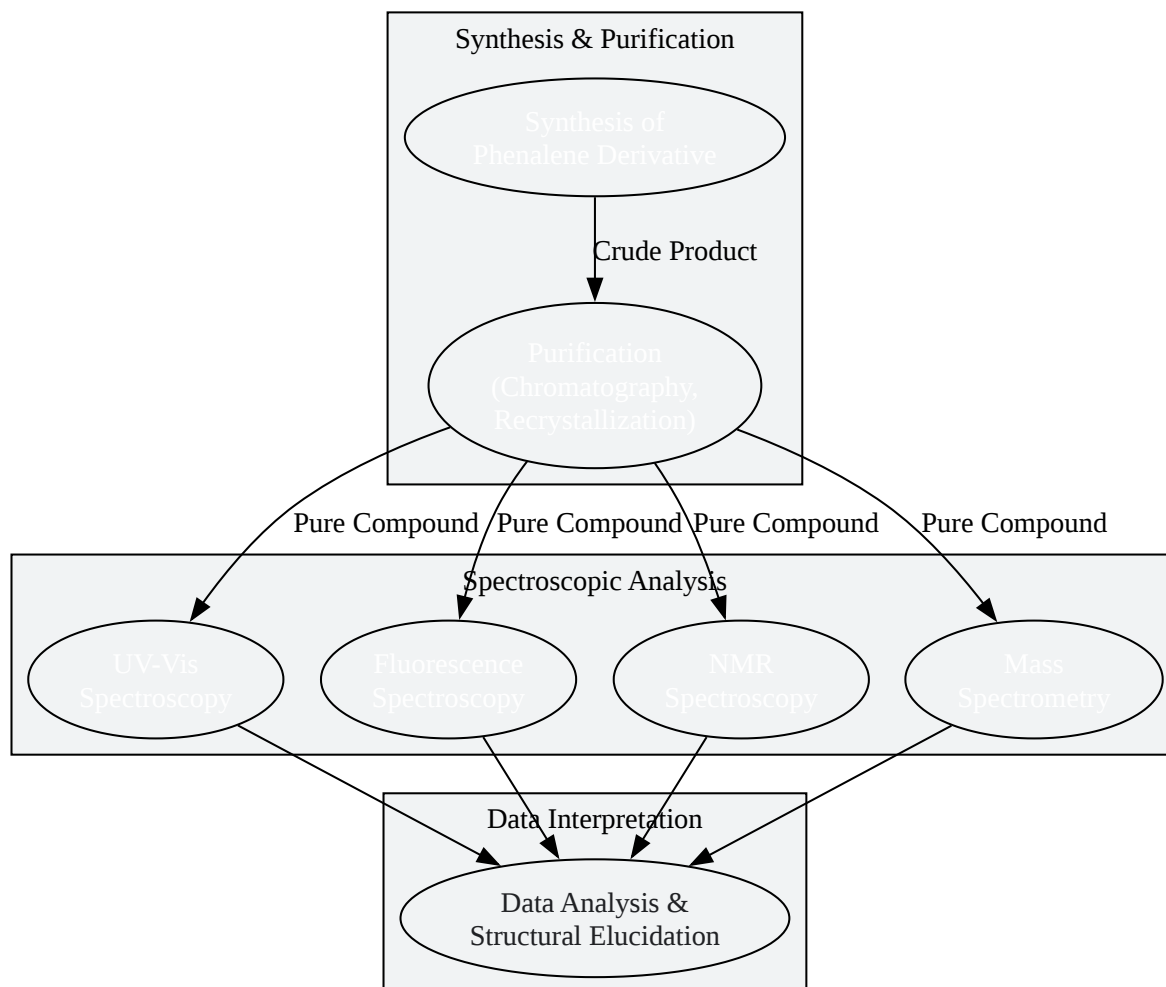 Synthesis & Purification
Synthesis of
Phenalene Derivative
Crude Product
Purification
(Chromatography,
Recrystallization)
Pure Compound
Pure Compound
Pure Compound
Pure Compound
Spectroscopic Analysis
UV-Vis
Spectroscopy
Fluorescence
Spectroscopy
NMR
Spectroscopy
Mass
Spectrometry
Data Interpretation
Data Analysis &
Structural Elucidation